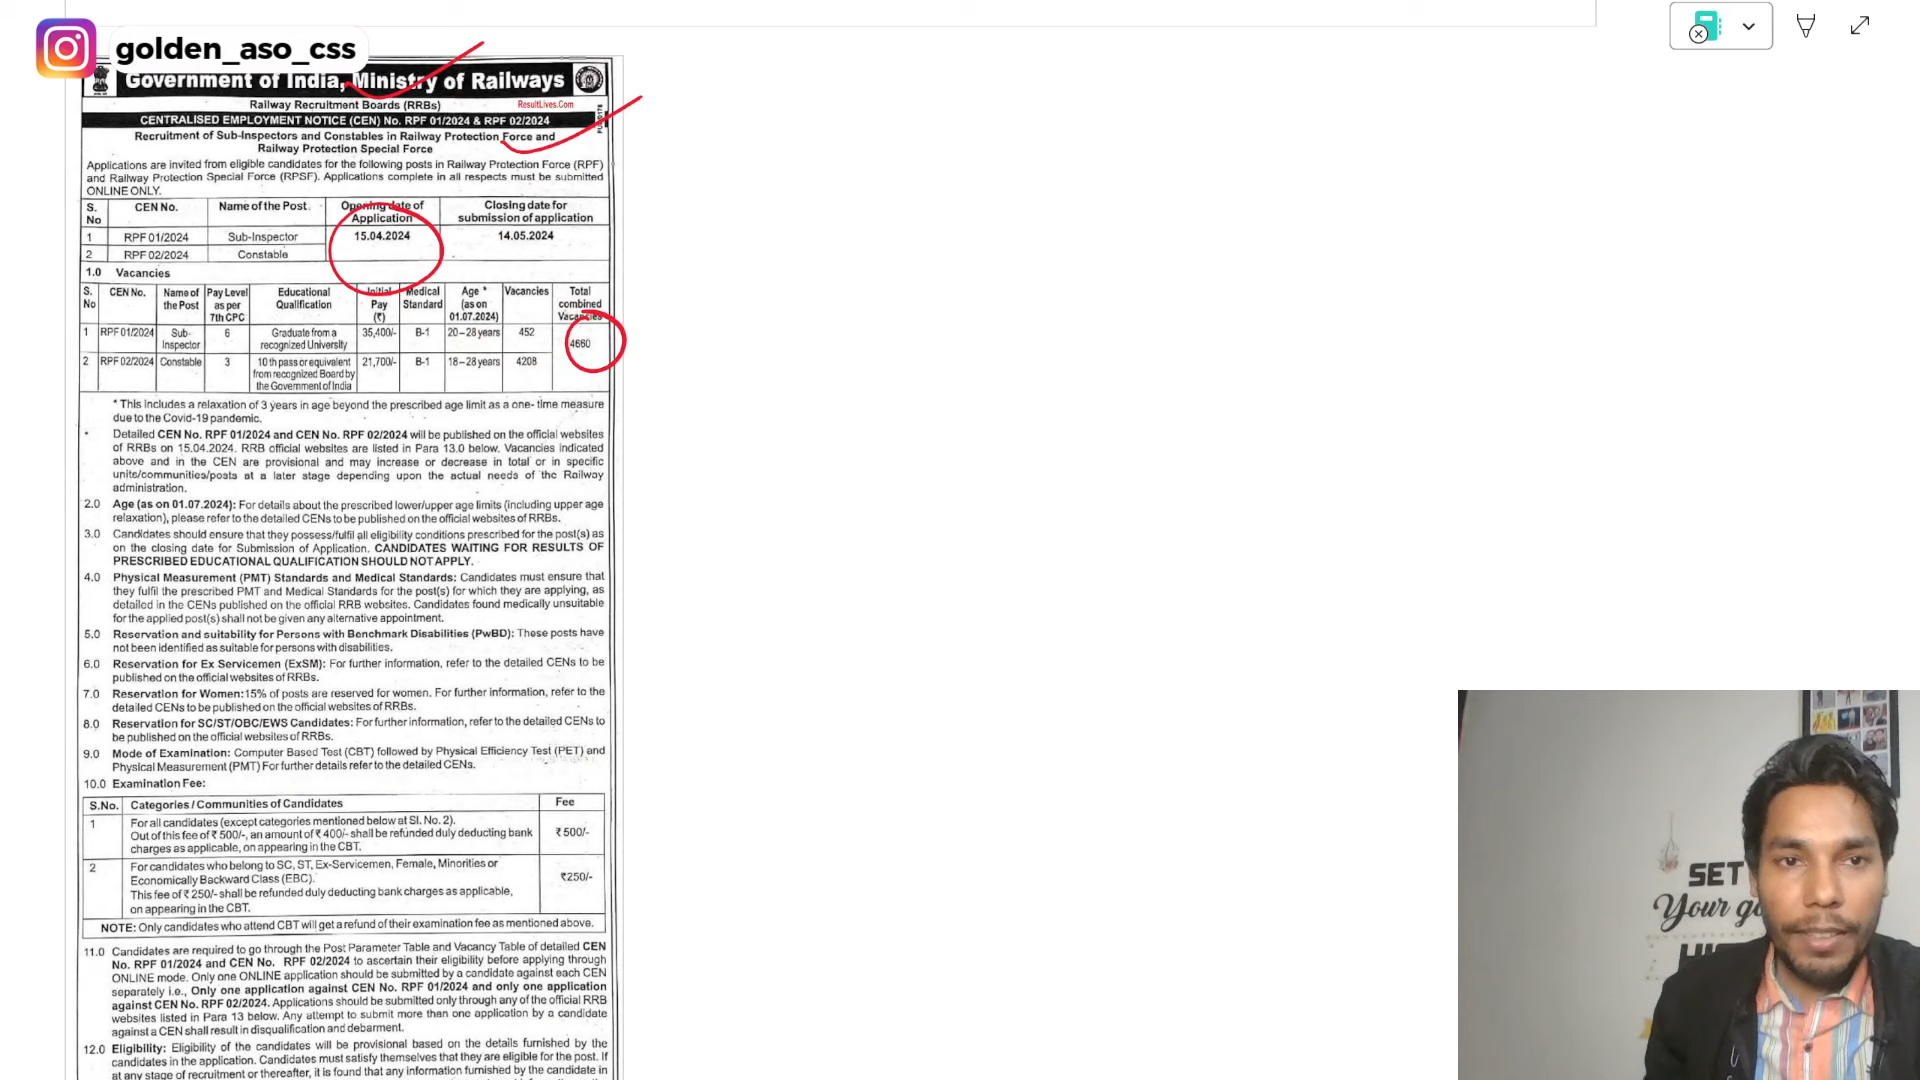 golden_aso_css
Government of India, Ministry of Railways
Railway Recruitment Boards (RRBs)
ResultLives.Com
CENTRALISED EMPLOYMENT NOTICE (CEN) No. RPF 01/2024 & RPF 02/2024
Recruitment of Sub-Inspectors and Constables in Railway Protection Force and
Railway Protection Special Force
Applications are invited from eligible candidates for the following posts in Railway Protection Force (RPF)
and Railway Protection Special Force (RPSF). Applications complete in all respects must be submitted
ONLINE ONLY.
S. No CEN No. Name of the Post Opening date of Application Closing date for submission of application
1 RPF 01/2024 Sub-Inspector 15.04.2024 14.05.2024
2 RPF 02/2024 Constable
1.0 Vacancies
S. No CEN No. Name of the Post Pay Level as per 7th CPC Educational Qualification Initial Pay (₹) Medical Standard Age * (as on 01.07.2024) Vacancies Total combined Vacancies
1 RPF 01/2024 Sub-Inspector 6 Graduate from a recognized University 35,400/- B-1 20–28 years 452 4660
2 RPF 02/2024 Constable 3 10th pass or equivalent from recognized Board by the Government of India 21,700/- B-1 18–28 years 4208
* This includes a relaxation of 3 years in age beyond the prescribed age limit as a one- time measure
due to the Covid-19 pandemic.
* Detailed CEN No. RPF 01/2024 and CEN No. RPF 02/2024 will be published on the official websites
of RRBs on 15.04.2024. RRB official websites are listed in Para 13.0 below. Vacancies indicated
above and in the CEN are provisional and may increase or decrease in total or in specific
units/communities/posts at a later stage depending upon the actual needs of the Railway
administration.
2.0 Age (as on 01.07.2024): For details about the prescribed lower/upper age limits (including upper age
relaxation), please refer to the detailed CENs to be published on the official websites of RRBs.
3.0 Candidates should ensure that they possess/fulfil all eligibility conditions prescribed for the post(s) as
on the closing date for Submission of Application. CANDIDATES WAITING FOR RESULTS OF
PRESCRIBED EDUCATIONAL QUALIFICATION SHOULD NOT APPLY.
4.0 Physical Measurement (PMT) Standards and Medical Standards: Candidates must ensure that
they fulfil the prescribed PMT and Medical Standards for the post(s) for which they are applying, as
detailed in the CENs published on the official RRB websites. Candidates found medically unsuitable
for the applied post(s) shall not be given any alternative appointment.
5.0 Reservation and suitability for Persons with Benchmark Disabilities (PwBD): These posts have
not been identified as suitable for persons with disabilities.
6.0 Reservation for Ex Servicemen (ExSM): For further information, refer to the detailed CENs to be
published on the official websites of RRBs.
7.0 Reservation for Women: 15% of posts are reserved for women. For further information, refer to the
detailed CENs to be published on the official websites of RRBs.
8.0 Reservation for SC/ST/OBC/EWS Candidates: For further information, refer to the detailed CENs to
be published on the official websites of RRBs.
9.0 Mode of Examination: Computer Based Test (CBT) followed by Physical Efficiency Test (PET) and
Physical Measurement (PMT) For further details refer to the detailed CENs.
10.0 Examination Fee:
S.No. Categories / Communities of Candidates Fee
1 For all candidates (except categories mentioned below at Sl. No. 2).
Out of this fee of ₹ 500/-, an amount of ₹ 400/- shall be refunded duly deducting bank ₹ 500/-
charges as applicable, on appearing in the CBT.
2 For candidates who belong to SC, ST, Ex-Servicemen, Female, Minorities or
Economically Backward Class (EBC). ₹250/-
This fee of ₹ 250/- shall be refunded duly deducting bank charges as applicable,
on appearing in the CBT.
NOTE: Only candidates who attend CBT will get a refund of their examination fee as mentioned above.
11.0 Candidates are required to go through the Post Parameter Table and Vacancy Table of detailed CEN
No. RPF 01/2024 and CEN No. RPF 02/2024 to ascertain their eligibility before applying through
ONLINE mode. Only one ONLINE application should be submitted by a candidate against each CEN
separately i.e., Only one application against CEN No. RPF 01/2024 and only one application
against CEN No. RPF 02/2024. Applications should be submitted only through any of the official RRB
websites listed in Para 13 below. Any attempt to submit more than one application by a candidate
against a CEN shall result in disqualification and debarment.
12.0 Eligibility: Eligibility of the candidates will be provisional based on the details furnished by the
candidates in the application. Candidates must satisfy themselves that they are eligible for the post. If
at any stage of recruitment or thereafter, it is found that any information furnished by the candidate in
SET
Your go